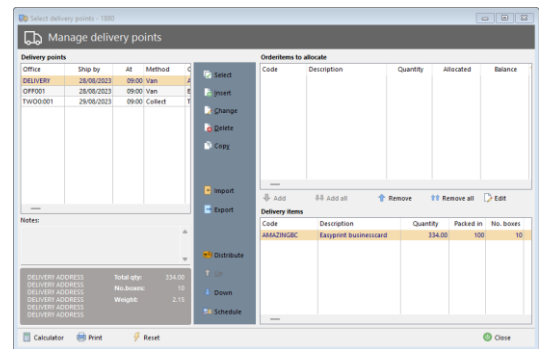 Select delivery points - 1880
Manage delivery points
Delivery points
Office Ship by At Method
DELIVERY 28/08/2023 09:00 Van
OFF001 28/08/2023 09:00 Van
TWO0:001 29/08/2023 09:00 Collect
Notes:
DELIVERY ADDRESS Total qty: 334.00
DELIVERY ADDRESS No.boxes: 10
DELIVERY ADDRESS Weight: 2.15
DELIVERY ADDRESS
DELIVERY ADDRESS
Select
Insert
Change
Delete
Copy
Import
Export
Distribute
Up
Down
Schedule
Orderitems to allocate
Code Description Quantity Allocated Balance
Add Add all Remove Remove all Edit
Delivery items
Code Description Quantity Packed in No. boxes
AMAZINGBC Easyprint businesscard 334.00 100 10
Calculator Print Reset Close